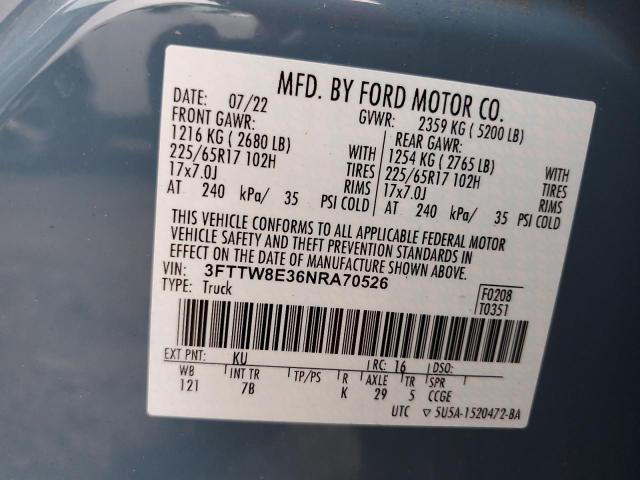 MFD. BY FORD MOTOR CO.
DATE: 07/22 GVWR: 2359 KG ( 5200 LB)
FRONT GAWR: REAR GAWR:
1216 KG ( 2680 LB) 1254 KG ( 2765 LB)
225/65R17 102H TIRES 225/65R17 102H TIRES
17x7.0J RIMS 17x7.0J RIMS
AT 240 kPa/ 35 PSI COLD AT 240 kPa/ 35 PSI COLD
THIS VEHICLE CONFORMS TO ALL APPLICABLE FEDERAL MOTOR
VEHICLE SAFETY AND THEFT PREVENTION STANDARDS IN
EFFECT ON THE DATE OF MANUFACTURE SHOWN ABOVE.
VIN: 3FTTW8E36NRA70526
TYPE: Truck
F0208
T0351
EXT PNT: KU RC: 16 DSO:
WB INT TR TP/PS R AXLE TR SPR
121 7B K 29 5 CCGE
UTC ▽ 5U5A-1520472-BA